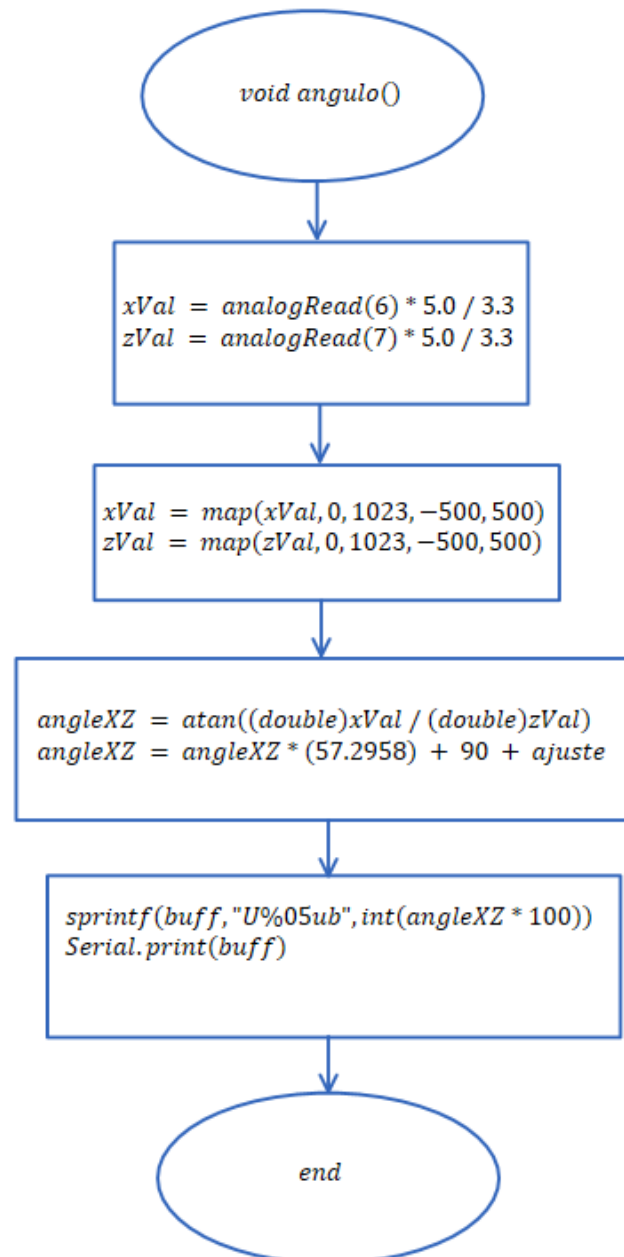 void angulo()
xVal = analogRead(6) * 5.0 / 3.3
zVal = analogRead(7) * 5.0 / 3.3
xVal = map(xVal, 0, 1023, −500, 500)
zVal = map(zVal, 0, 1023, −500, 500)
angleXZ = atan((double)xVal / (double)zVal)
angleXZ = angleXZ * (57.2958) + 90 + ajuste
sprintf(buff, "U%05ub", int(angleXZ * 100))
Serial.print(buff)
end